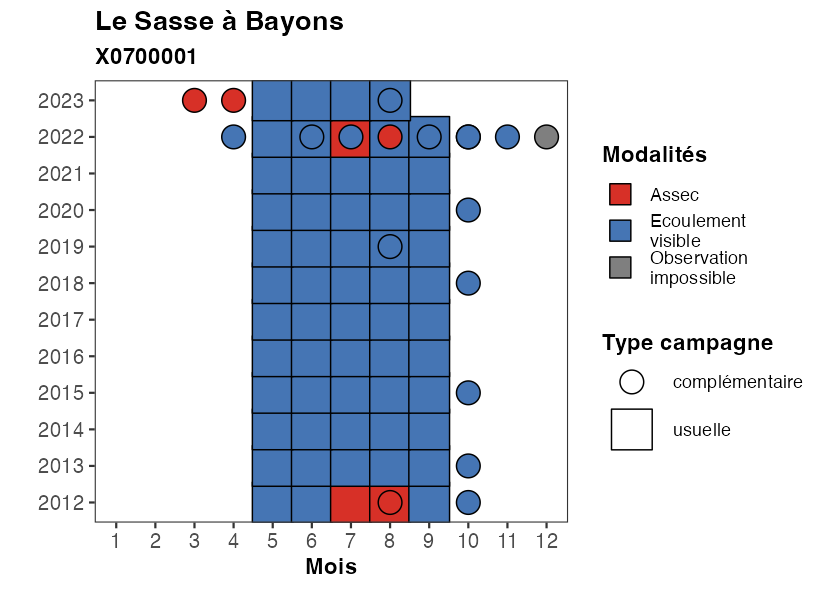 Le Sasse à Bayons
X0700001
2023
2022
2021
2020
2019
2018
2017
2016
2015
2014
2013
2012
1 2 3 4 5 6 7 8 9 10 11 12
Mois
Modalités
Assec
Ecoulement
visible
Observation
impossible
Type campagne
complémentaire
usuelle